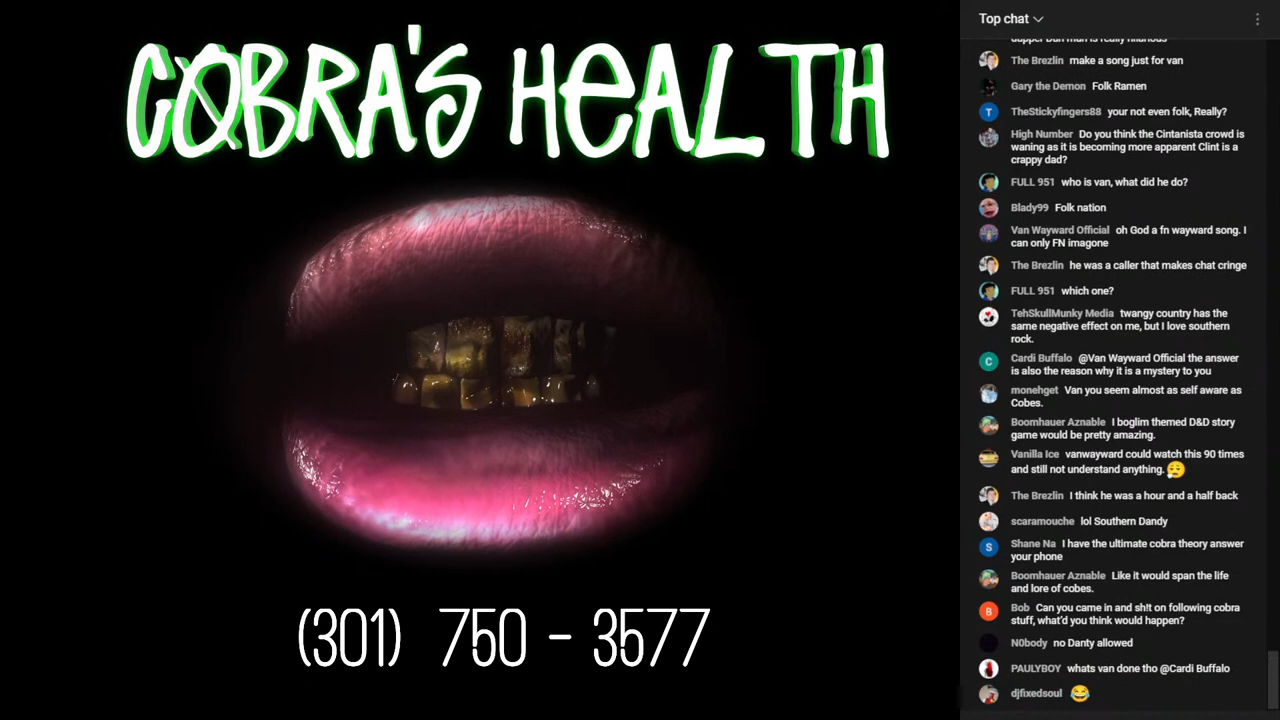 COBRA'S HEALTH
(301) 750 - 3577
Top chat
dapper Dan man is really hilarious
The Brezlin make a song just for van
Gary the Demon Folk Ramen
TheStickyfingers88 your not even folk, Really?
High Number Do you think the Cintanista crowd is
waning as it is becoming more apparent Clint is a
crappy dad?
FULL 951 who is van, what did he do?
Blady99 Folk nation
Van Wayward Official oh God a fn wayward song. I
can only FN imagone
The Brezlin he was a caller that makes chat cringe
FULL 951 which one?
TehSkullMunky Media twangy country has the
same negative effect on me, but I love southern
rock.
Cardi Buffalo @Van Wayward Official the answer
is also the reason why it is a mystery to you
monehget Van you seem almost as self aware as
Cobes.
Boomhauer Aznable I boglim themed D&D story
game would be pretty amazing.
Vanilla Ice vanwayward could watch this 90 times
and still not understand anything.
The Brezlin I think he was a hour and a half back
scaramouche lol Southern Dandy
S
Shane Na I have the ultimate cobra theory answer
your phone
Boomhauer Aznable Like it would span the life
and lore of cobes.
B
Bob Can you came in and sh!t on following cobra
stuff, what'd you think would happen?
N0body no Danty allowed
PAULYBOY whats van done tho @Cardi Buffalo
djfixedsoul